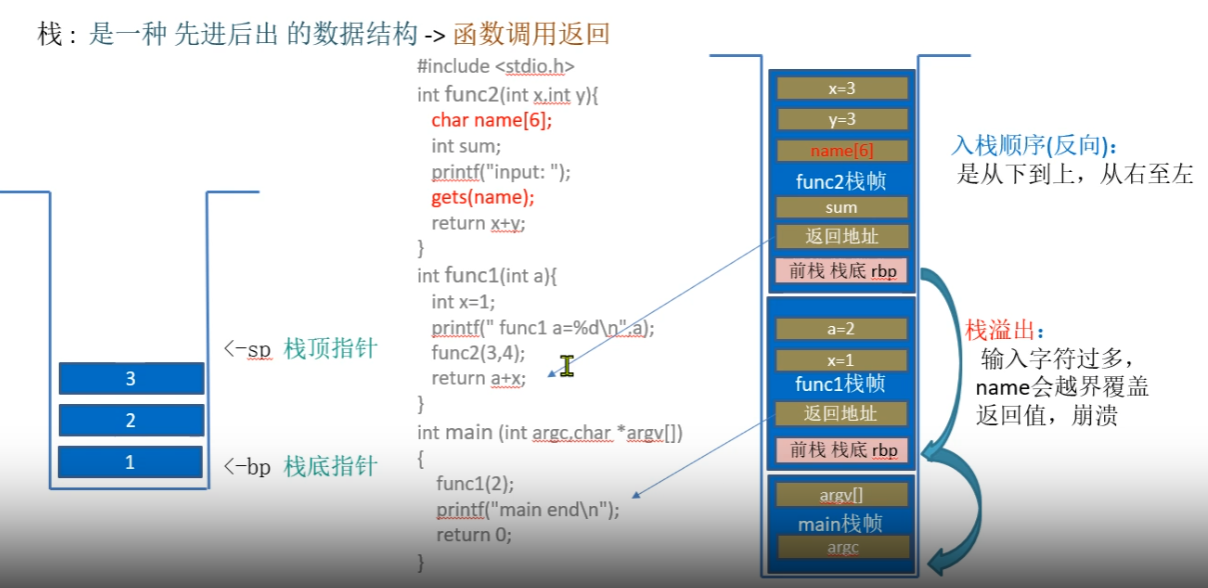 栈： 是一种 先进后出 的数据结构 -> 函数调用返回
#include <stdio.h>
int func2(int x,int y){
char name[6];
int sum;
printf("input: ");
gets(name);
return x+y;
}
int func1(int a){
int x=1;
printf(" func1 a=%d\n",a);
func2(3,4);
return a+x;
}
int main (int argc,char *argv[])
{
func1(2);
printf("main end\n");
return 0;
}
<-sp 栈顶指针
3
2
1
<-bp 栈底指针
x=3
y=3
name[6]
func2栈帧
sum
返回地址
前栈 栈底 rbp
a=2
x=1
func1栈帧
返回地址
前栈 栈底 rbp
argv[]
main栈帧
argc
入栈顺序(反向)：
是从下到上，从右至左
栈溢出：
输入字符过多，
name会越界覆盖
返回值，崩溃